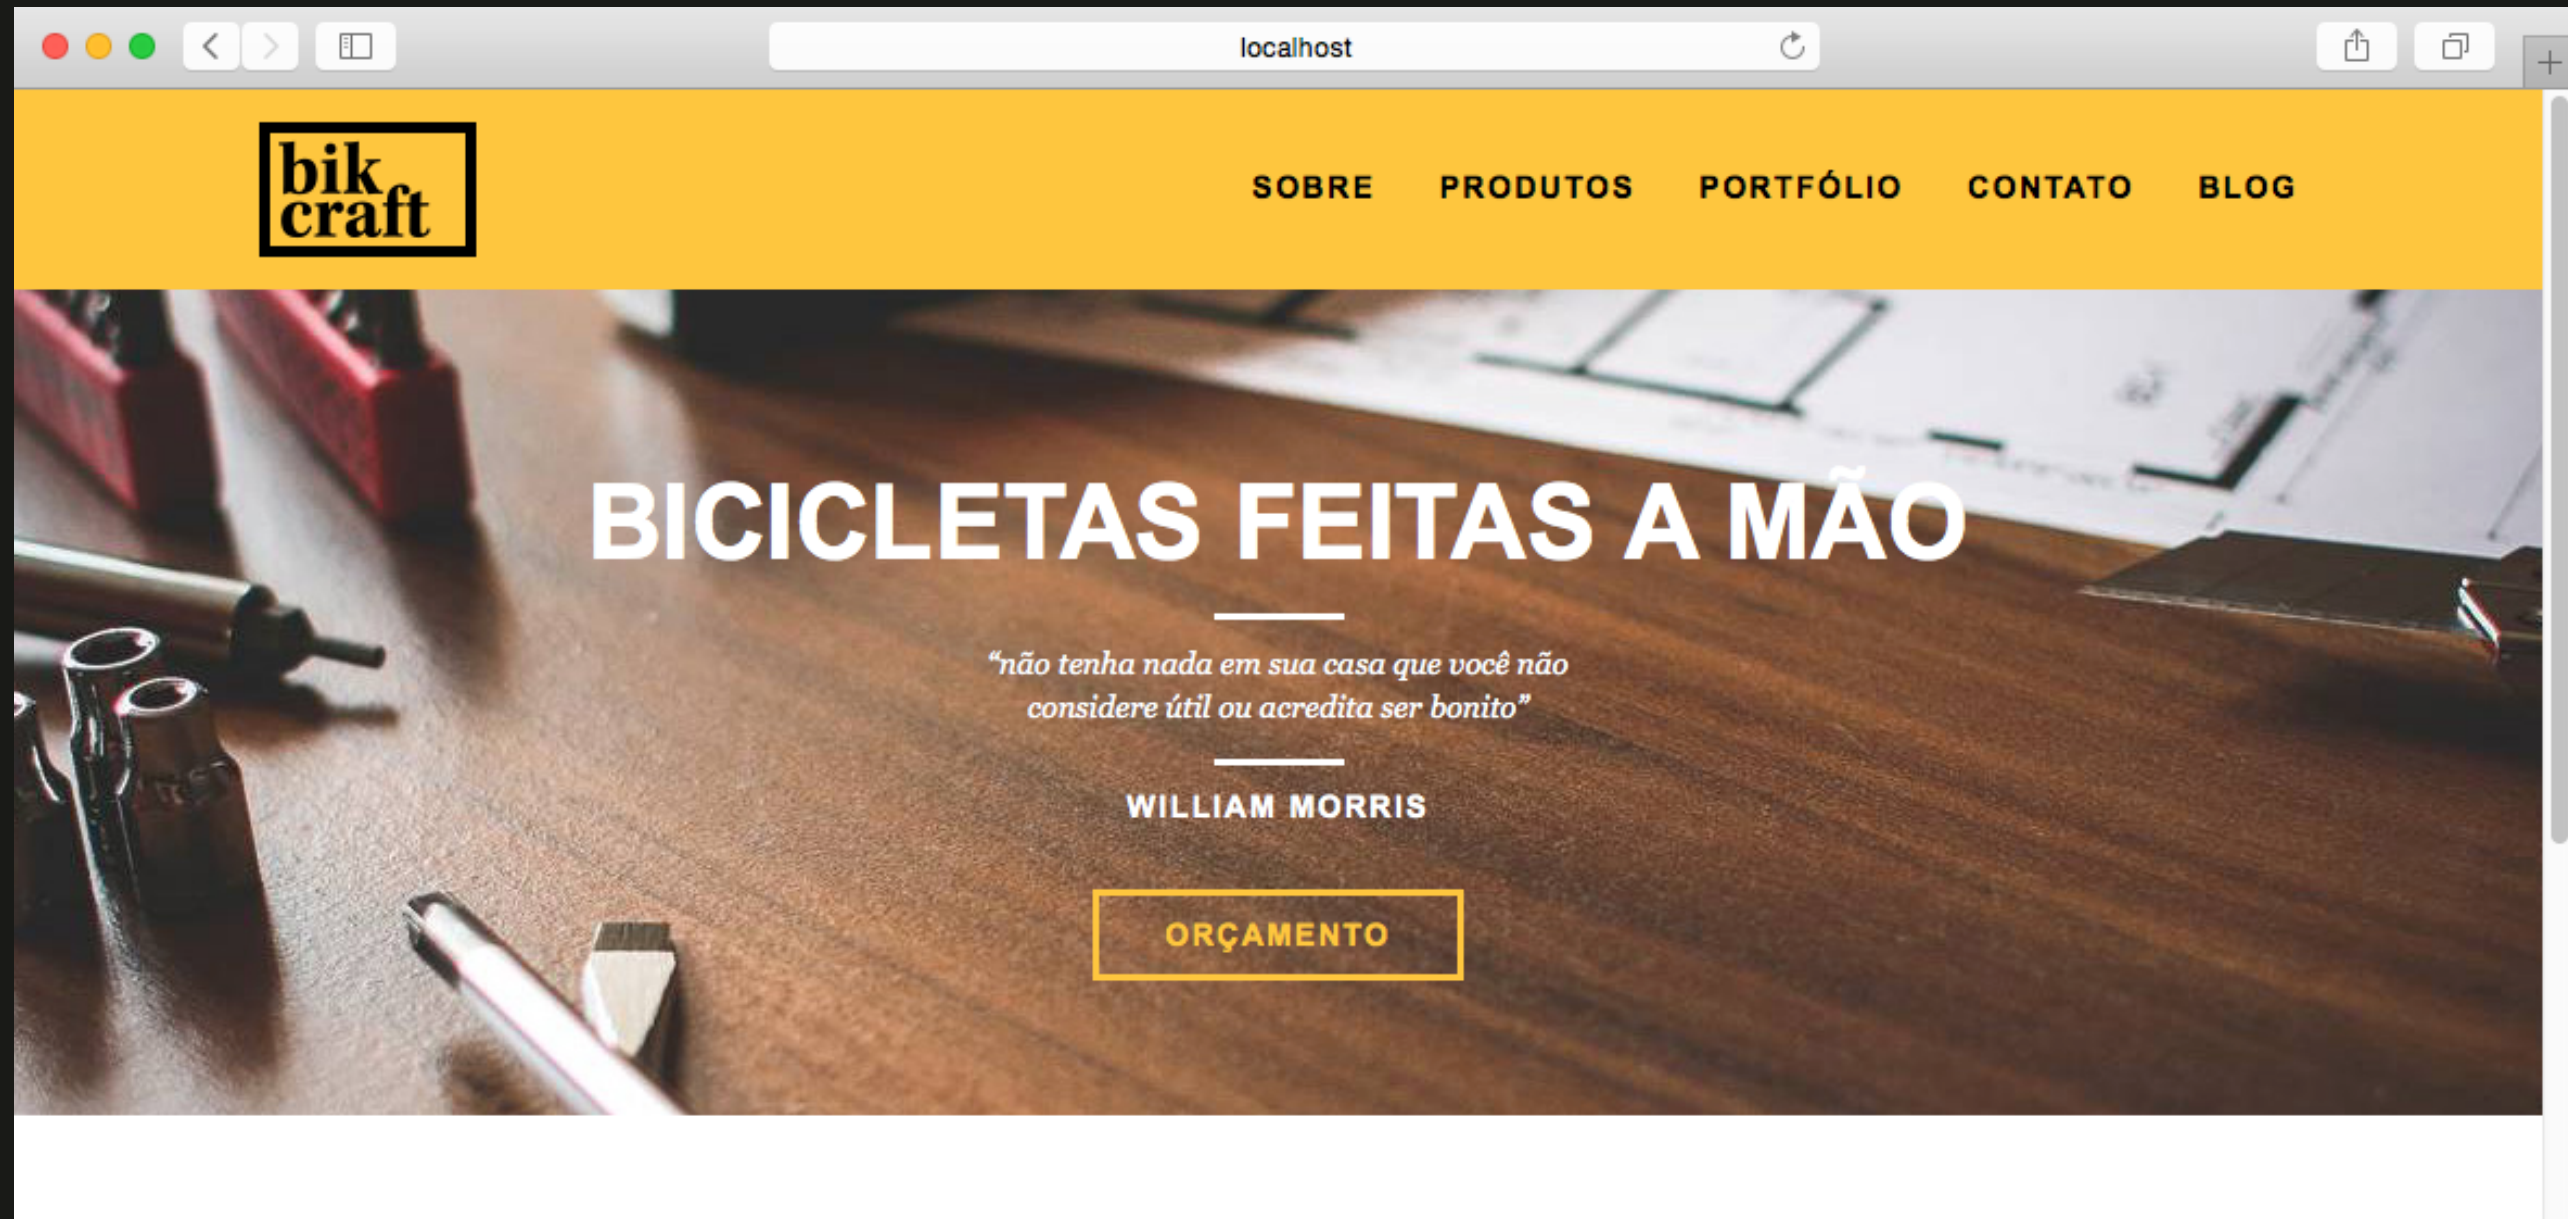 localhost
bik
craft
SOBRE PRODUTOS PORTFÓLIO CONTATO BLOG
BICICLETAS FEITAS A MÃO
“não tenha nada em sua casa que você não
considere útil ou acredita ser bonito”
WILLIAM MORRIS
ORÇAMENTO